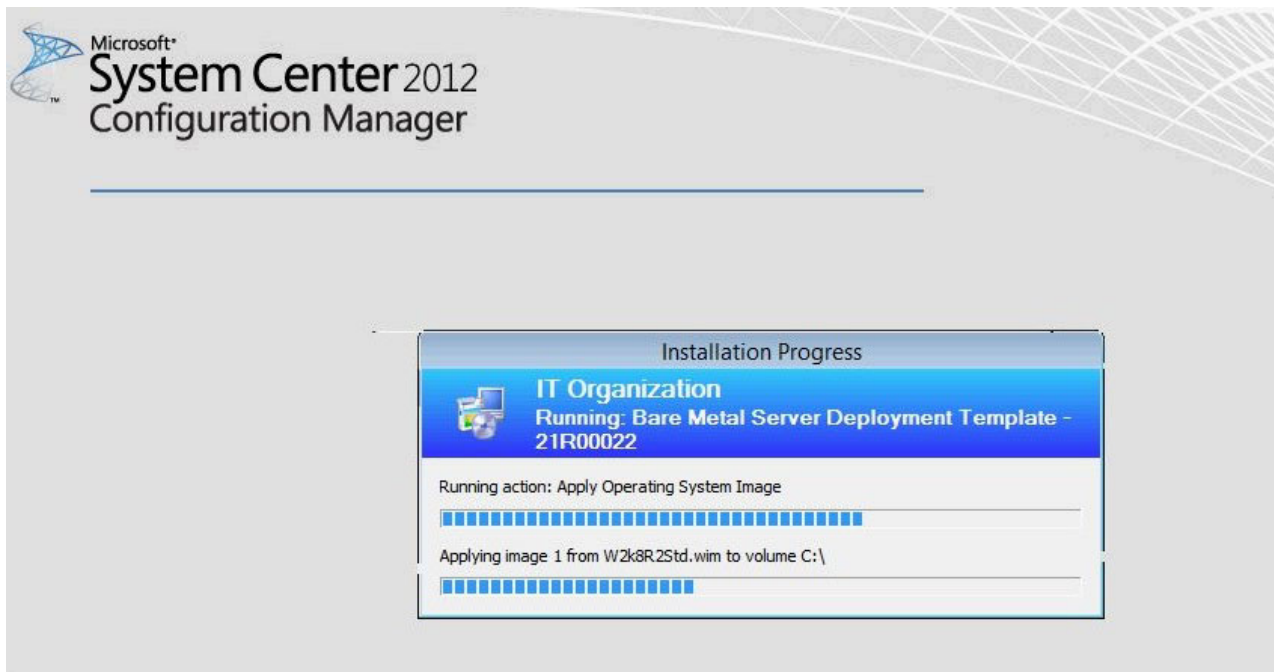 Microsoft®
System Center 2012
™
Configuration Manager
Installation Progress
IT Organization
Running: Bare Metal Server Deployment Template -
21R00022
Running action: Apply Operating System Image
Applying image 1 from W2k8R2Std.wim to volume C:\